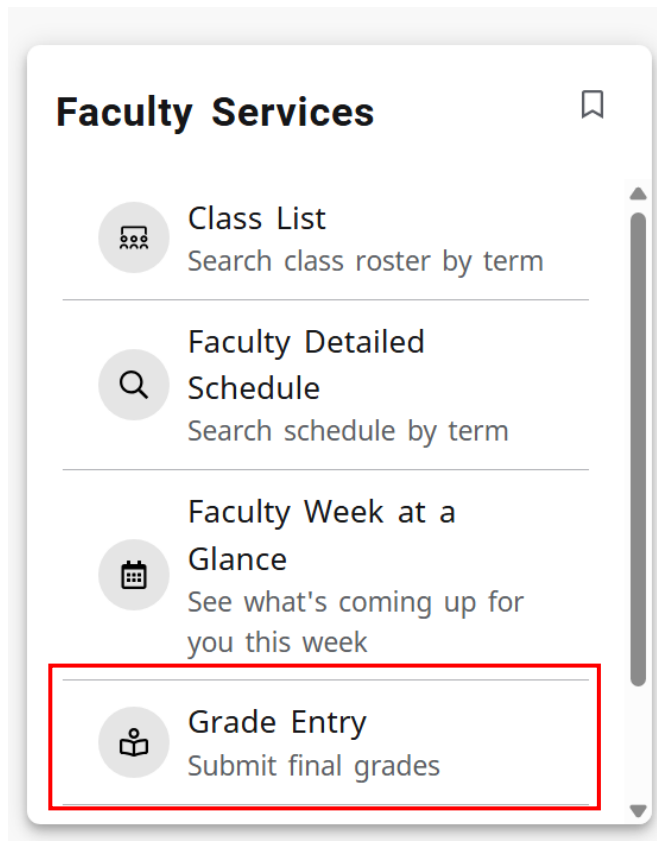 Faculty Services
Class List
Search class roster by term
Faculty Detailed
Schedule
Search schedule by term
Faculty Week at a
Glance
See what's coming up for
you this week
Grade Entry
Submit final grades